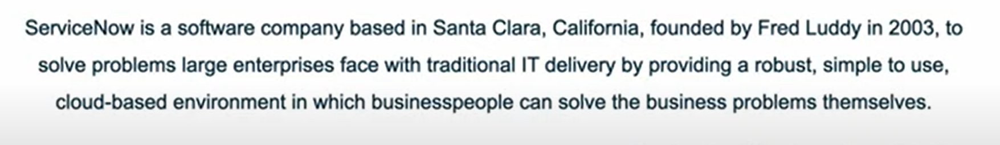 ServiceNow is a software company based in Santa Clara, California, founded by Fred Luddy in 2003, to
solve problems large enterprises face with traditional IT delivery by providing a robust, simple to use,
cloud-based environment in which businesspeople can solve the business problems themselves.